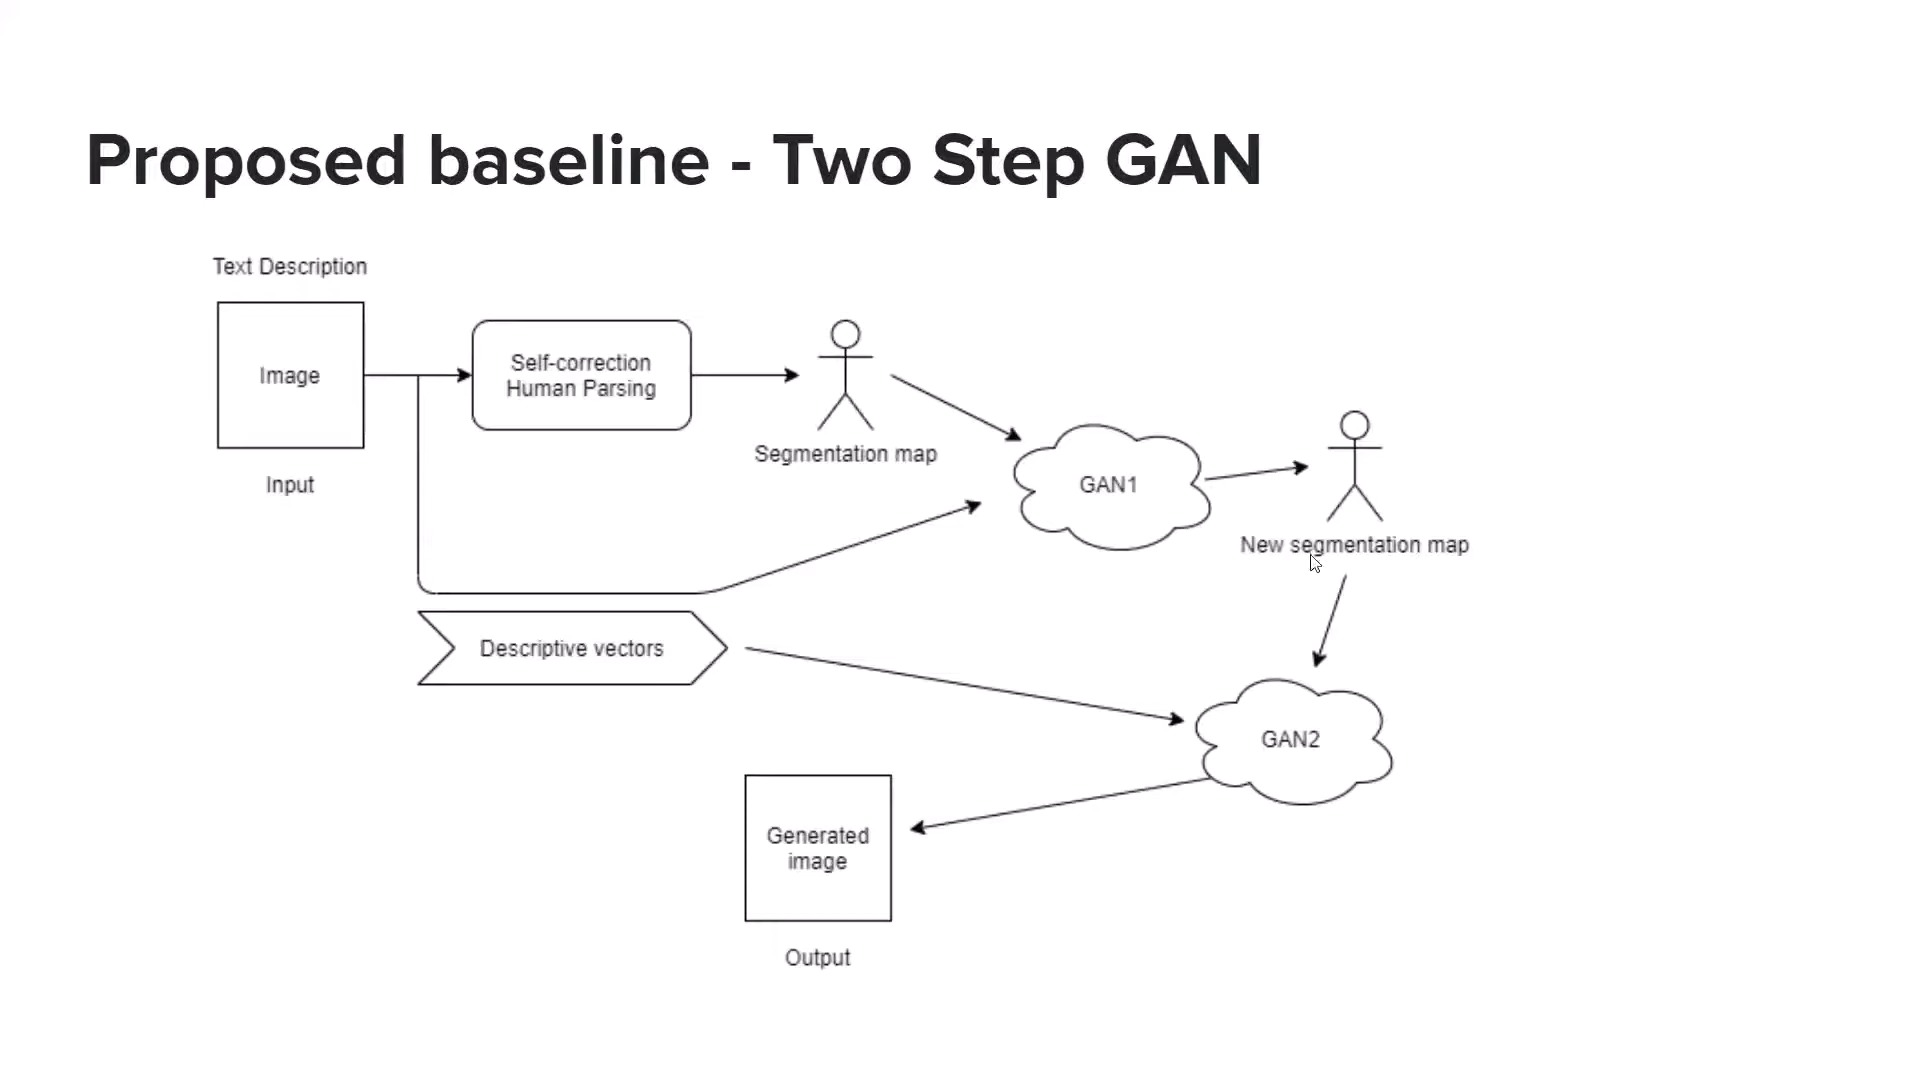 Proposed baseline - Two Step GAN
Text Description
Image
Input
Self-correction
Human Parsing
Segmentation map
GAN1
New segmentation map
Descriptive vectors
GAN2
Generated
image
Output